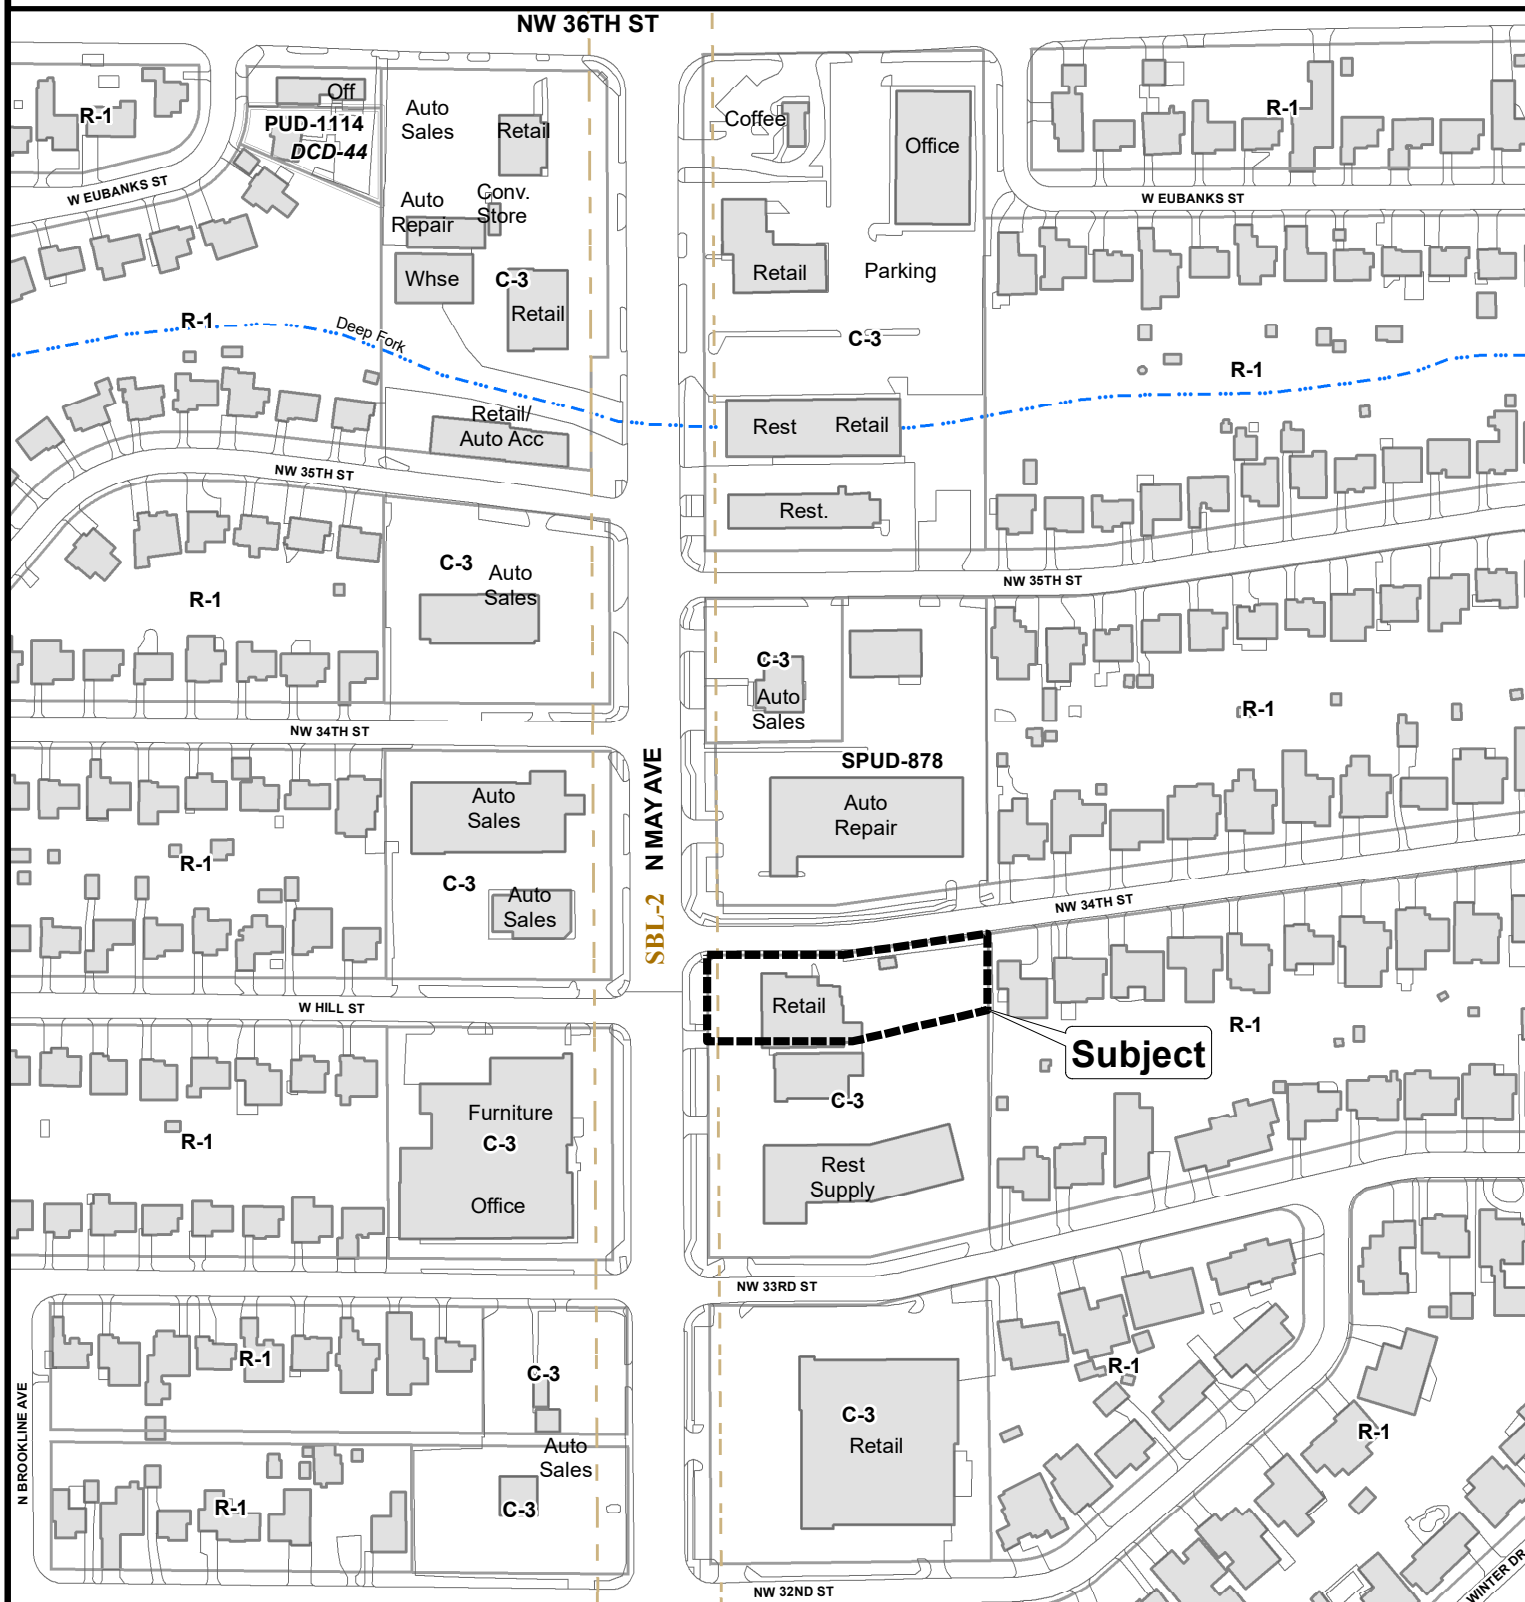 NW 36TH ST
Off
PUD-1114
DCD-44
R-1
W EUBANKS ST
Auto
Sales
Retail
Conv.
Store
Auto
Repair
Whse
C-3
Retail
Coffee
Office
Retail
Parking
C-3
R-1
W EUBANKS ST
R-1
Deep Fork
R-1
Retail/
Auto Acc
Rest
Retail
Rest.
NW 35TH ST
NW 35TH ST
C-3
Auto
Sales
R-1
C-3
Auto
Sales
R-1
NW 34TH ST
SPUD-878
Auto
Repair
N MAY AVE
SBL-2
Auto
Sales
R-1
C-3
Auto
Sales
NW 34TH ST
W HILL ST
Retail
Subject
R-1
C-3
Furniture
C-3
Office
R-1
Rest
Supply
NW 33RD ST
N BROOKLINE AVE
R-1
C-3
Auto
Sales
R-1
C-3
C-3
Retail
R-1
R-1
NW 32ND ST
WINTER DR